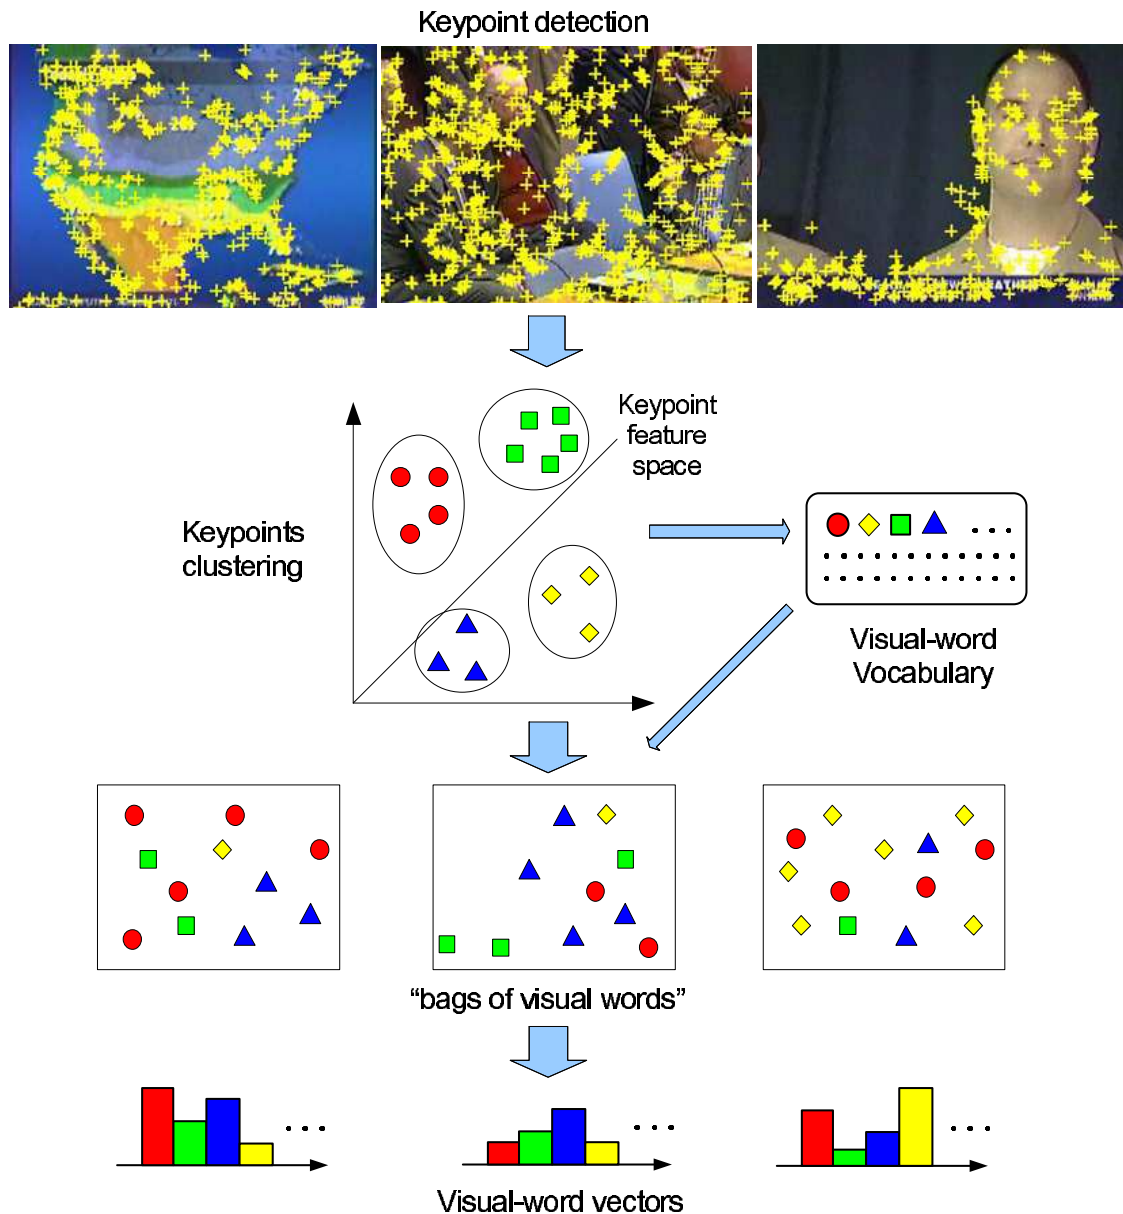 Keypoint detection
Keypoint
feature
space
Keypoints
clustering
Visual-word
Vocabulary
“bags of visual words”
Visual-word vectors